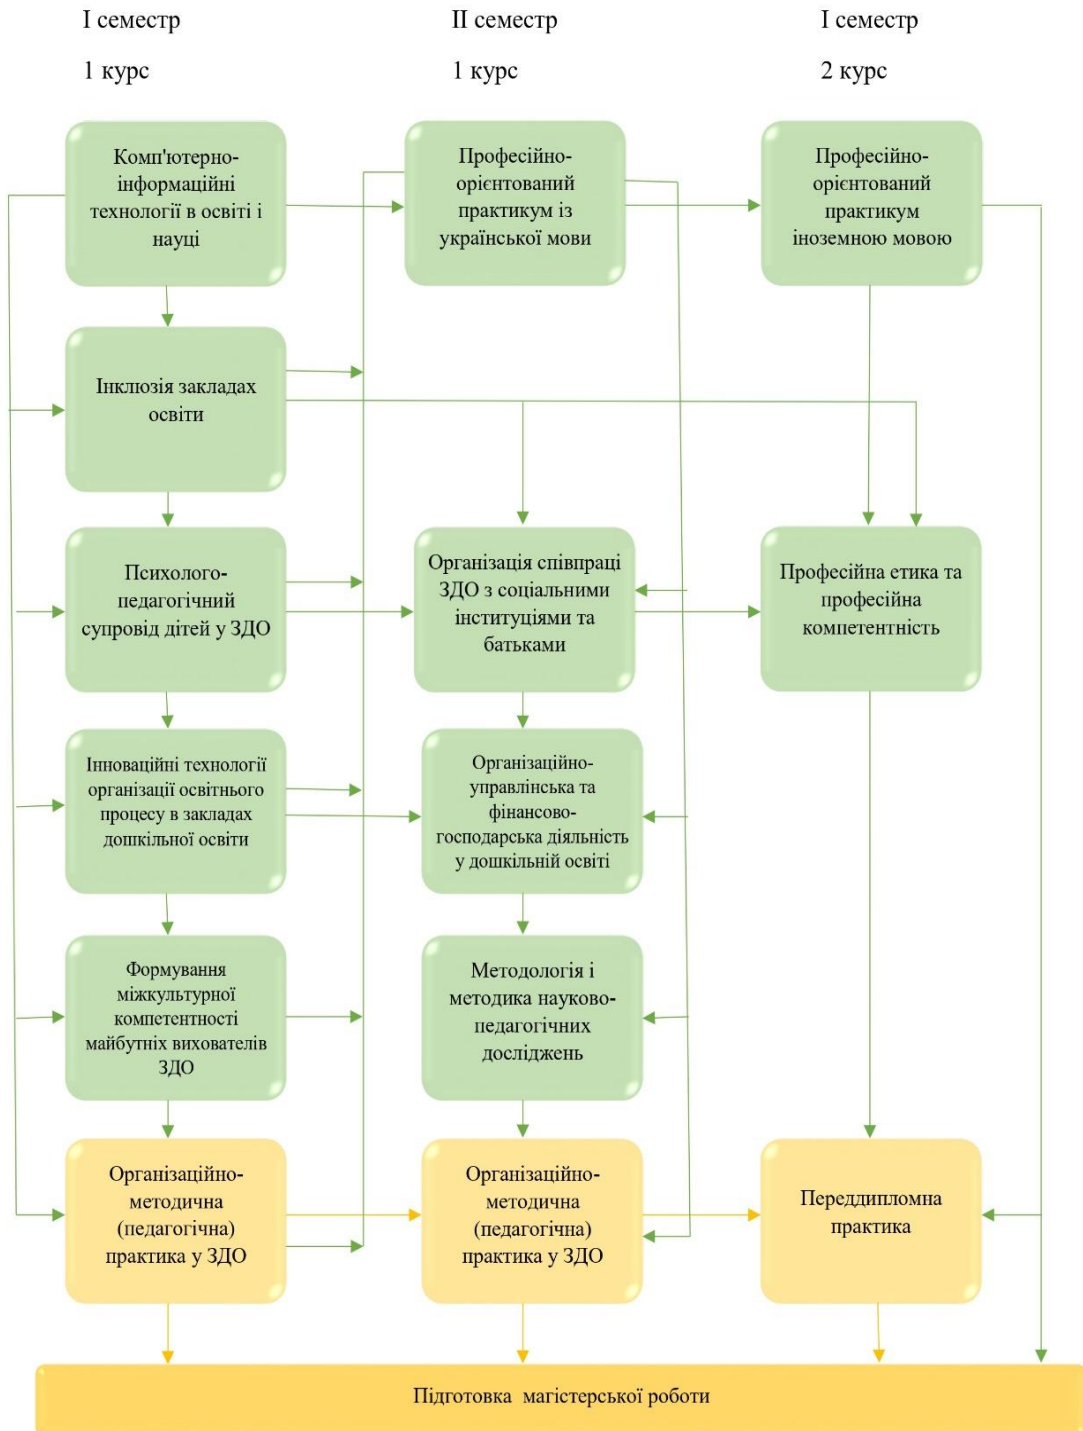 I семестр
1 курс
II семестр
1 курс
I семестр
2 курс
Комп'ютерно-
інформаційні
технології в освіті і
науці
Професійно-
орієнтований
практикум із
української мови
Професійно-
орієнтований
практикум
іноземною мовою
Інклюзія закладах
освіти
Психолого-
педагогічний
супровід дітей у ЗДО
Організація співпраці
ЗДО з соціальними
інституціями та
батьками
Професійна етика та
професійна
компетентність
Інноваційні технології
організації освітнього
процесу в закладах
дошкільної освіти
Організаційно-
управлінська та
фінансово-
господарська діяльність
у дошкільній освіті
Формування
міжкультурної
компетентності
майбутніх вихователів
ЗДО
Методологія і
методика науково-
педагогічних
досліджень
Організаційно-
методична
(педагогічна)
практика у ЗДО
Організаційно-
методична
(педагогічна)
практика у ЗДО
Переддипломна
практика
Підготовка магістерської роботи